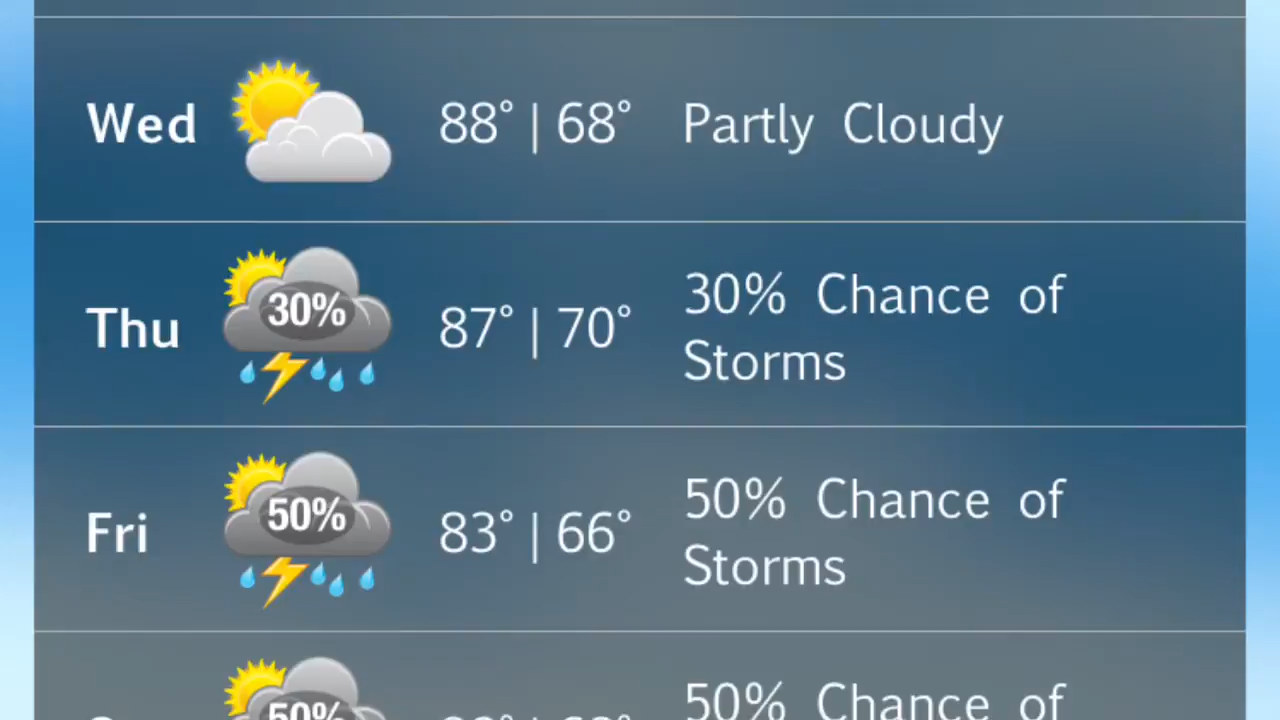 Wed 88° | 68° Partly Cloudy
30% Chance of
Thu 30% 87° | 70°
Storms
50% Chance of
Fri 50% 83° | 66°
Storms
50% 50% Chance of